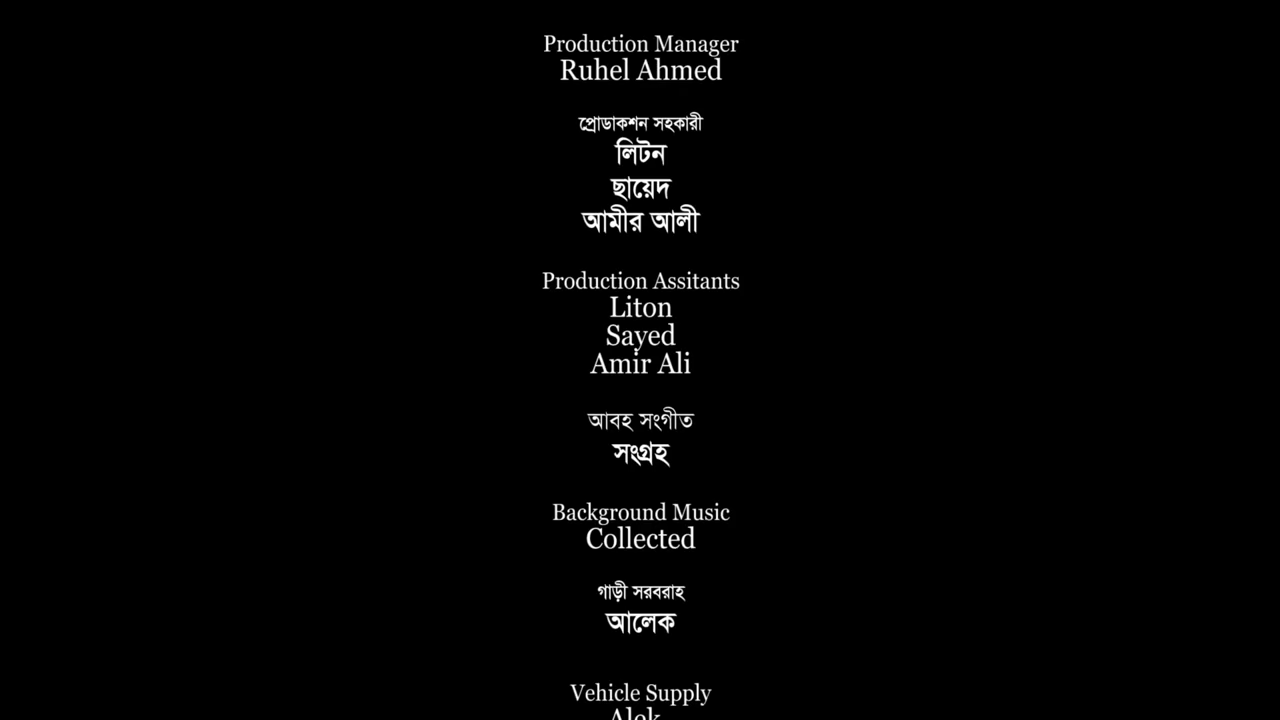 Production Manager
Ruhel Ahmed
প্রোডাকশন সহকারী
লিটন
ছায়েদ
আমীর আলী
Production Assitants
Liton
Sayed
Amir Ali
আবহ সংগীত
সংগ্রহ
Background Music
Collected
গাড়ী সরবরাহ
আলেক
Vehicle Supply
Alek